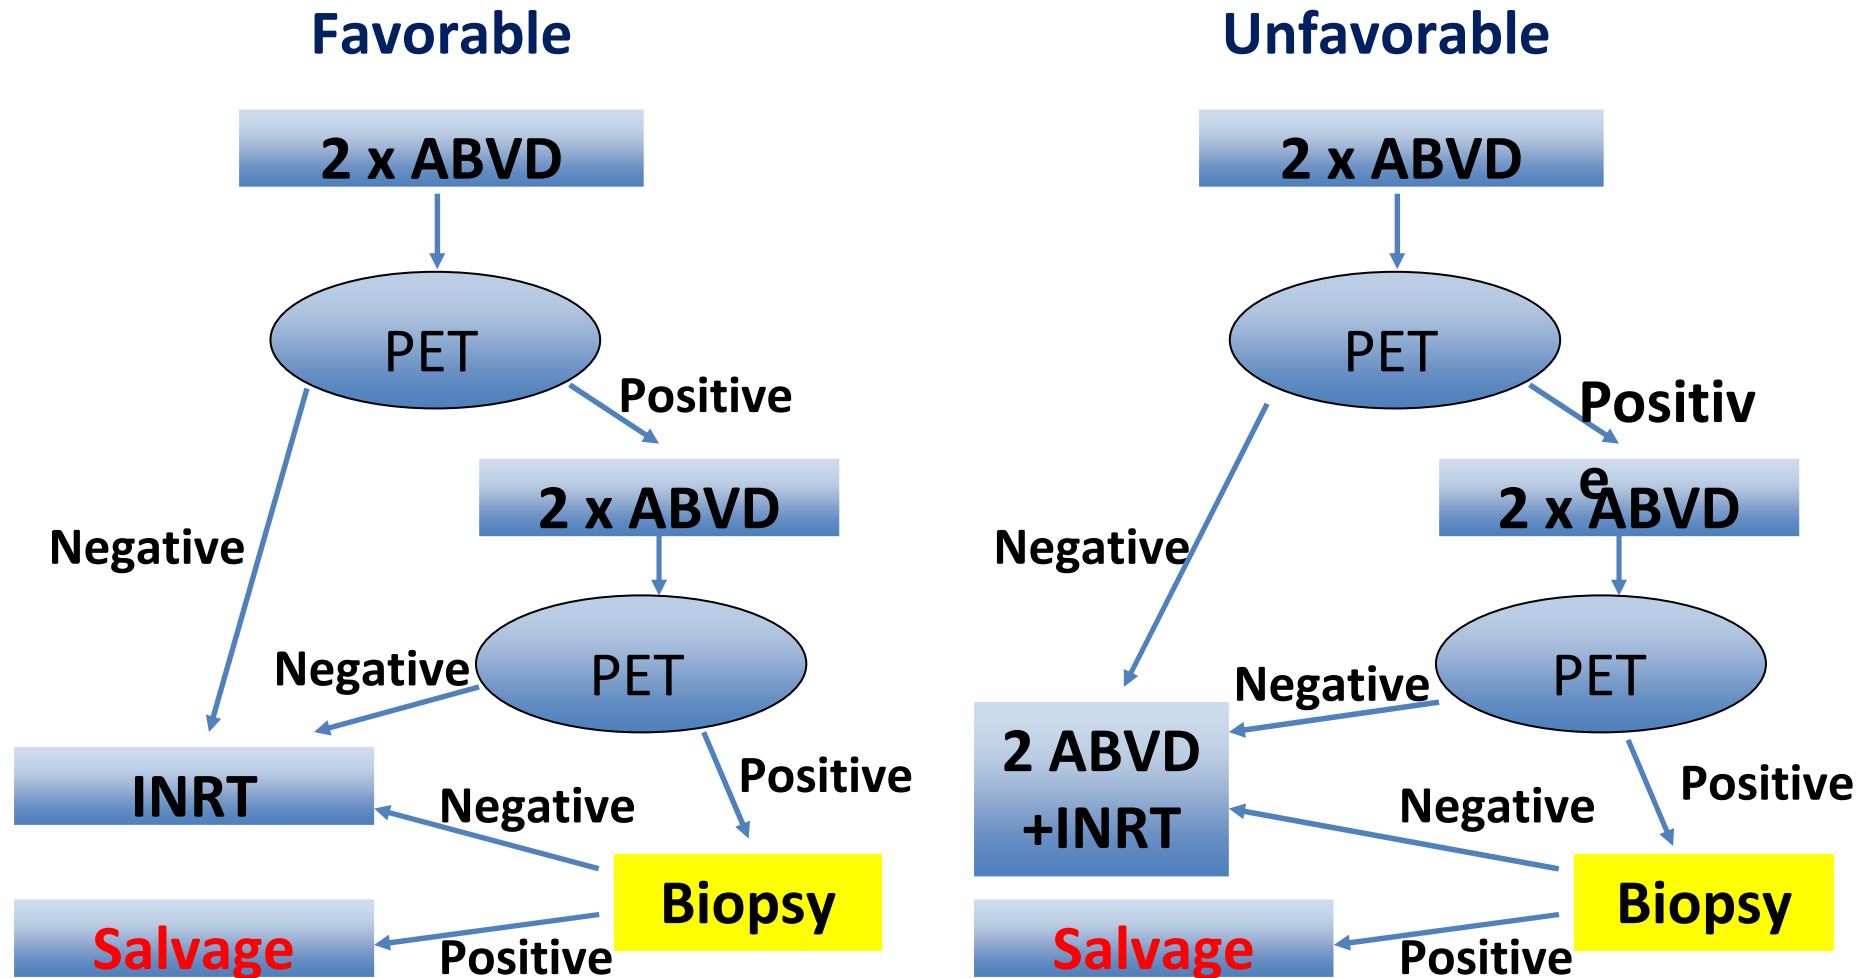 Favorable
2 x ABVD
PET
Positive
2 x ABVD
Negative
Negative
PET
INRT
Negative
Positive
Biopsy
Salvage
Positive
Unfavorable
2 x ABVD
PET
Positiv
e
2 x ABVD
Negative
Negative
PET
2 ABVD
+INRT
Negative
Positive
Biopsy
Salvage
Positive